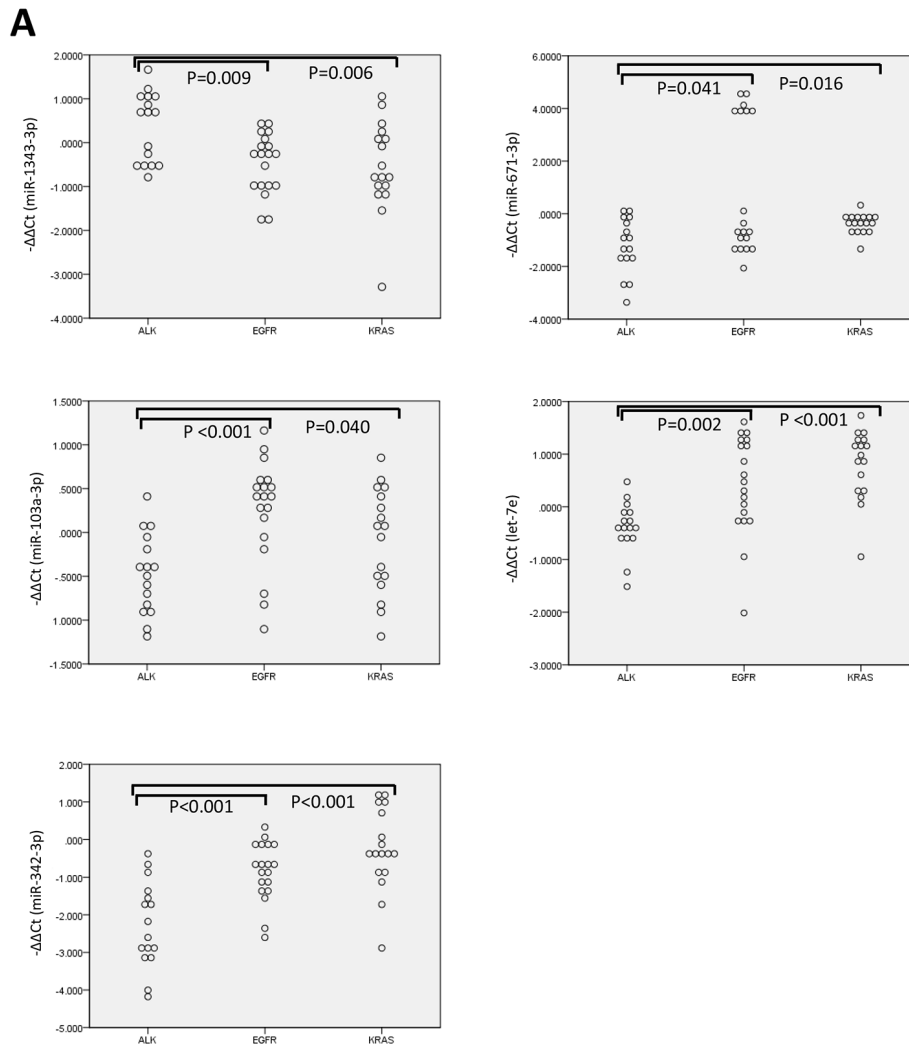 A
2.0000
1.0000
.0000
-1.0000
-2.0000
-3.0000
-4.0000
-ΔΔCt (miR-1343-3p)
P=0.009
P=0.006
ALK
EGFR
KRAS
6.0000
4.0000
2.0000
.0000
-2.0000
-4.0000
-ΔΔCt (miR-671-3p)
P=0.041
P=0.016
ALK
EGFR
KRAS
1.5000
1.0000
.5000
.0000
-.5000
1.0000
-1.5000
-ΔΔCt (miR-103a-3p)
P <0.001
P=0.040
ALK
EGFR
KRAS
2.0000
1.0000
.0000
-1.0000
-2.0000
-3.0000
-ΔΔCt (let-7e)
P=0.002
P <0.001
ALK
EGFR
KRAS
2.000
1.000
.000
-1.000
-2.000
-3.000
-4.000
-5.000
-ΔΔCt (miR-342-3p)
P<0.001
P<0.001
ALK
EGFR
KRAS